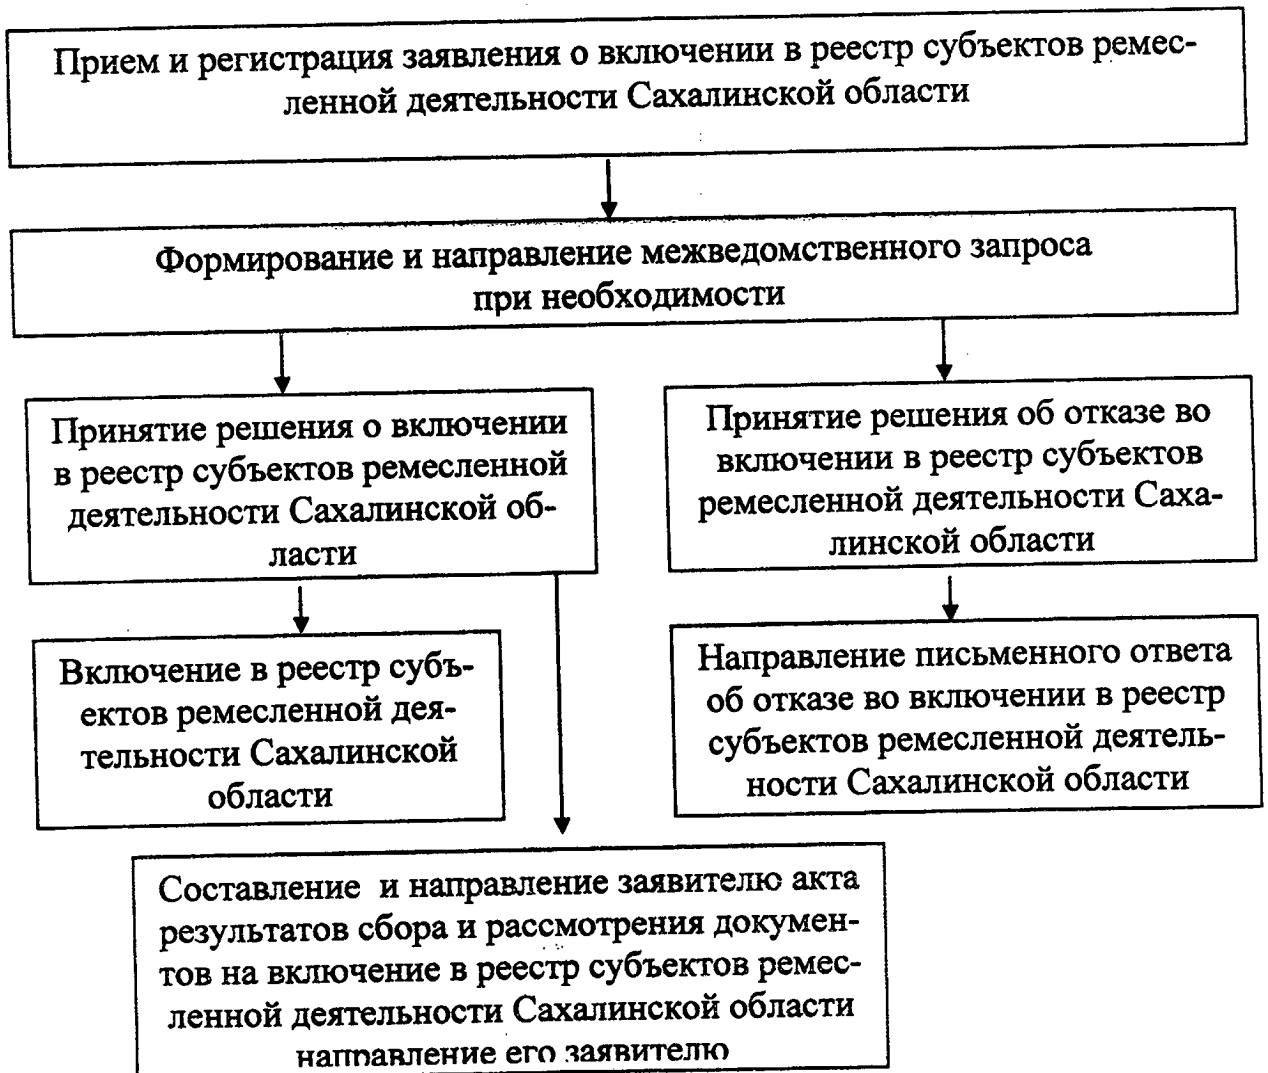 Прием и регистрация заявления о включении в реестр субъектов ремес-
ленной деятельности Сахалинской области
Формирование и направление межведомственного запроса
при необходимости
Принятие решения о включении
в реестр субъектов ремесленной
деятельности Сахалинской об-
ласти
Принятие решения об отказе во
включении в реестр субъектов
ремесленной деятельности Саха-
линской области
Включение в реестр субъ-
ектов ремесленной дея-
тельности Сахалинской
области
Направление письменного ответа
об отказе во включении в реестр
субъектов ремесленной деятель-
ности Сахалинской области
Составление и направление заявителю акта
результатов сбора и рассмотрения докумен-
тов на включение в реестр субъектов ремес-
ленной деятельности Сахалинской области
направление его заявителю